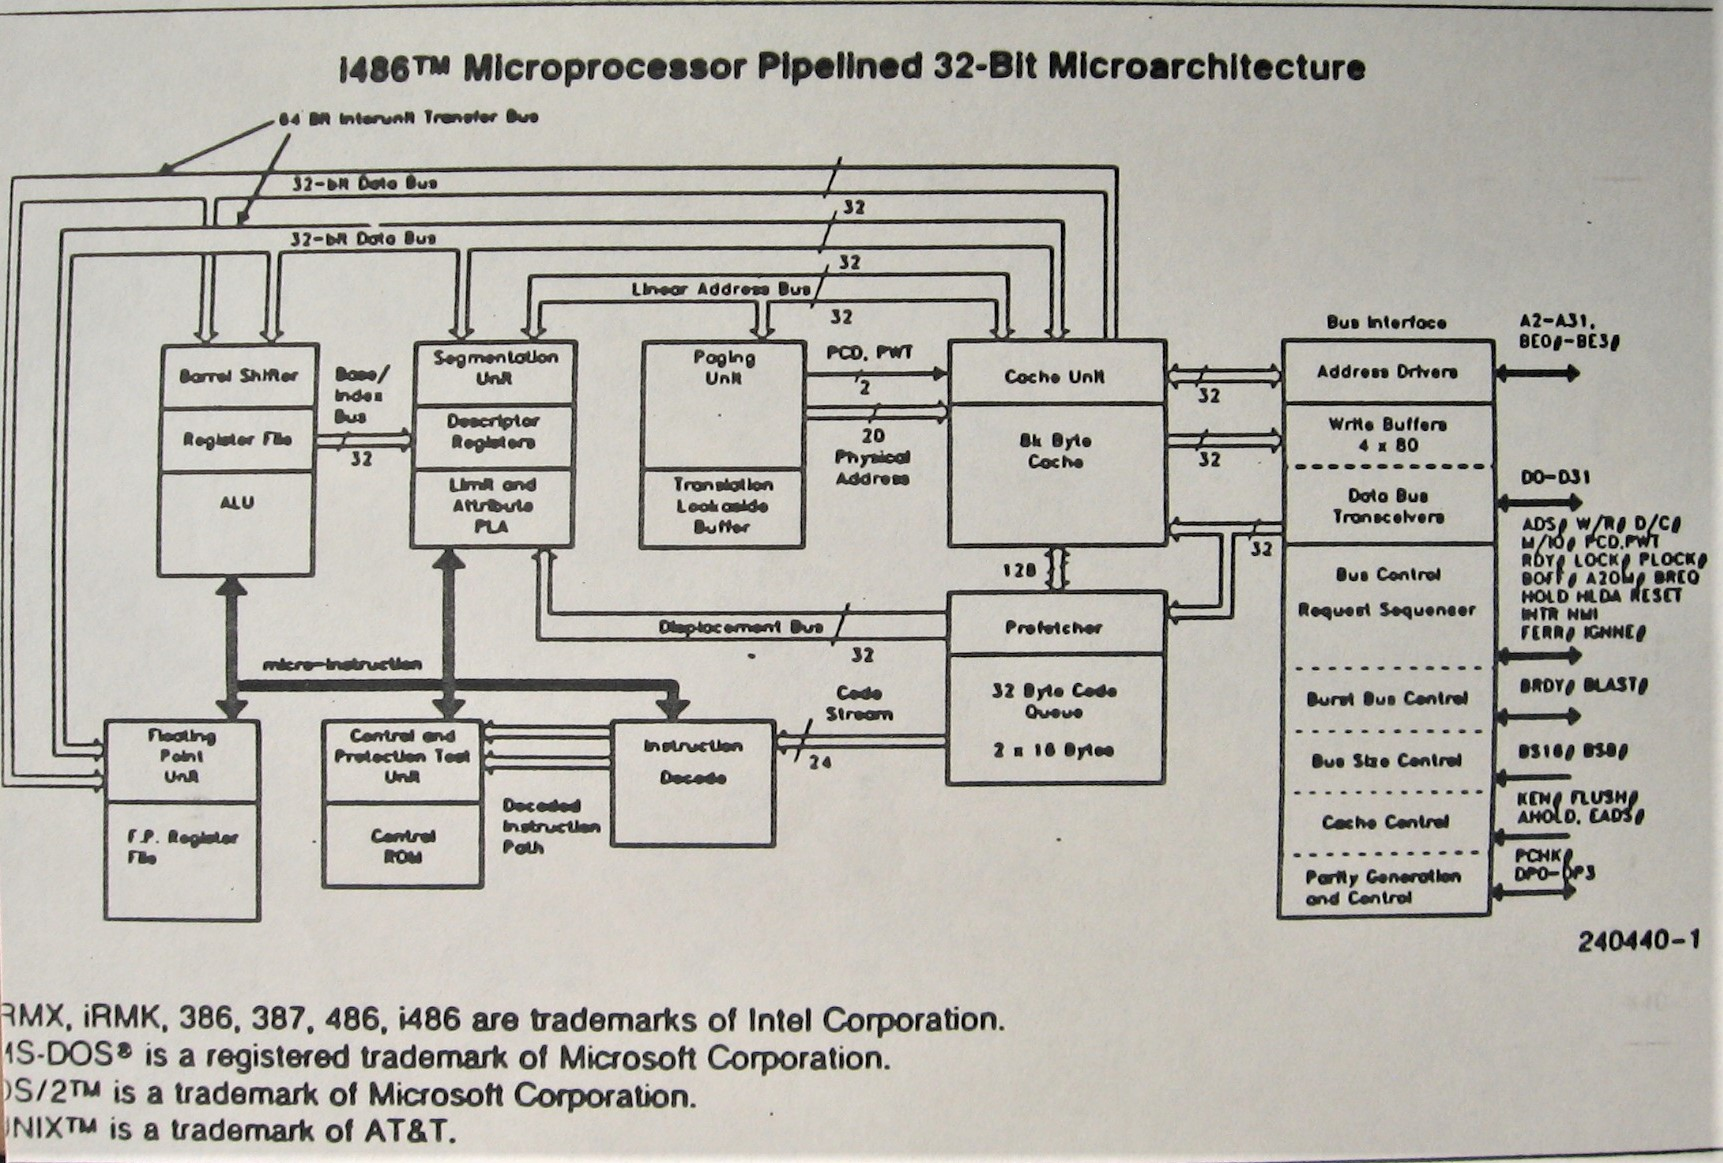 i486™ Microprocessor Pipelined 32-Bit Microarchitecture
64 Bit Interunit Transfer Bus
32-bit Data Bus
32
32-bit Data Bus
32
Linear Address Bus
32
Barrel Shifter
Register File
ALU
Base/
Index
Bus
32
Segmentation
Unit
Descriptor
Registers
Limit and
Attribute
PLA
Paging
Unit
Translation
Lookaside
Buffer
PCD, PWT
2
20
Physical
Address
Cache Unit
8k Byte
Cache
32
32
32
128
Bus Interface
Address Drivers
Write Buffers
4 x 80
Data Bus
Transceivers
Bus Control
Request Sequencer
Burst Bus Control
Bus Size Control
Cache Control
Parity Generation
and Control
A2-A31,
BE0#-BE3#
D0-D31
ADS# W/R# D/C#
M/IO# PCD,PWT
RDY# LOCK# PLOCK#
BOFF# A20M# BREQ
HOLD HLDA RESET
INTR NMI
FERR# IGNNE#
BRDY# BLAST#
BS16# BS8#
KEN# FLUSH#
AHOLD, EADS#
PCHK#
DP0-DP3
Displacement Bus
32
Prefetcher
32 Byte Code
Queue
2 x 16 Bytes
micro-instruction
Code
Stream
24
Floating
Point
Unit
F.P. Register
File
Control and
Protection Test
Unit
Control
ROM
Decoded
Instruction
Path
Instruction
Decode
240440-1
RMX, iRMK, 386, 387, 486, i486 are trademarks of Intel Corporation.
MS-DOS® is a registered trademark of Microsoft Corporation.
OS/2™ is a trademark of Microsoft Corporation.
UNIX™ is a trademark of AT&T.